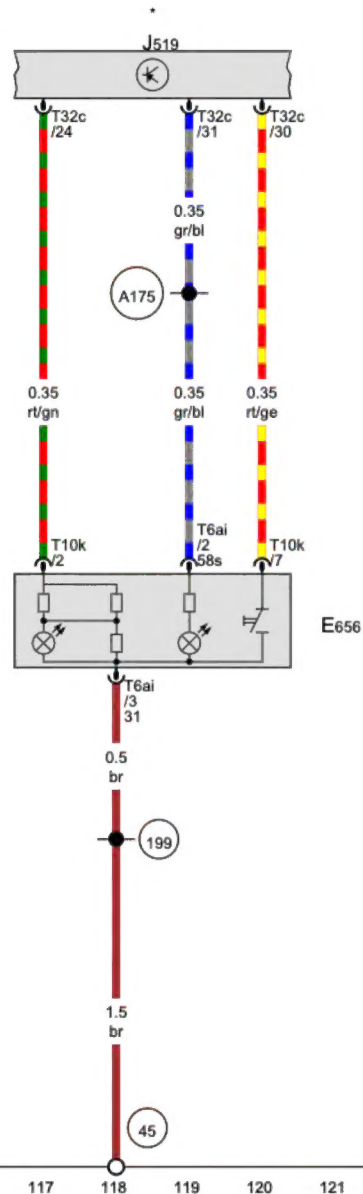 *
J519
T32c T32c T32c
/24 /31 /30
0.35
gr/bl
A175
0.35 0.35 0.35
rt/gn gr/bl rt/ge
T6ai
T10k /2 T10k
/2 58s /7
E656
T6ai
/3
31
0.5
br
199
1.5
br
45
117 118 119 120 121